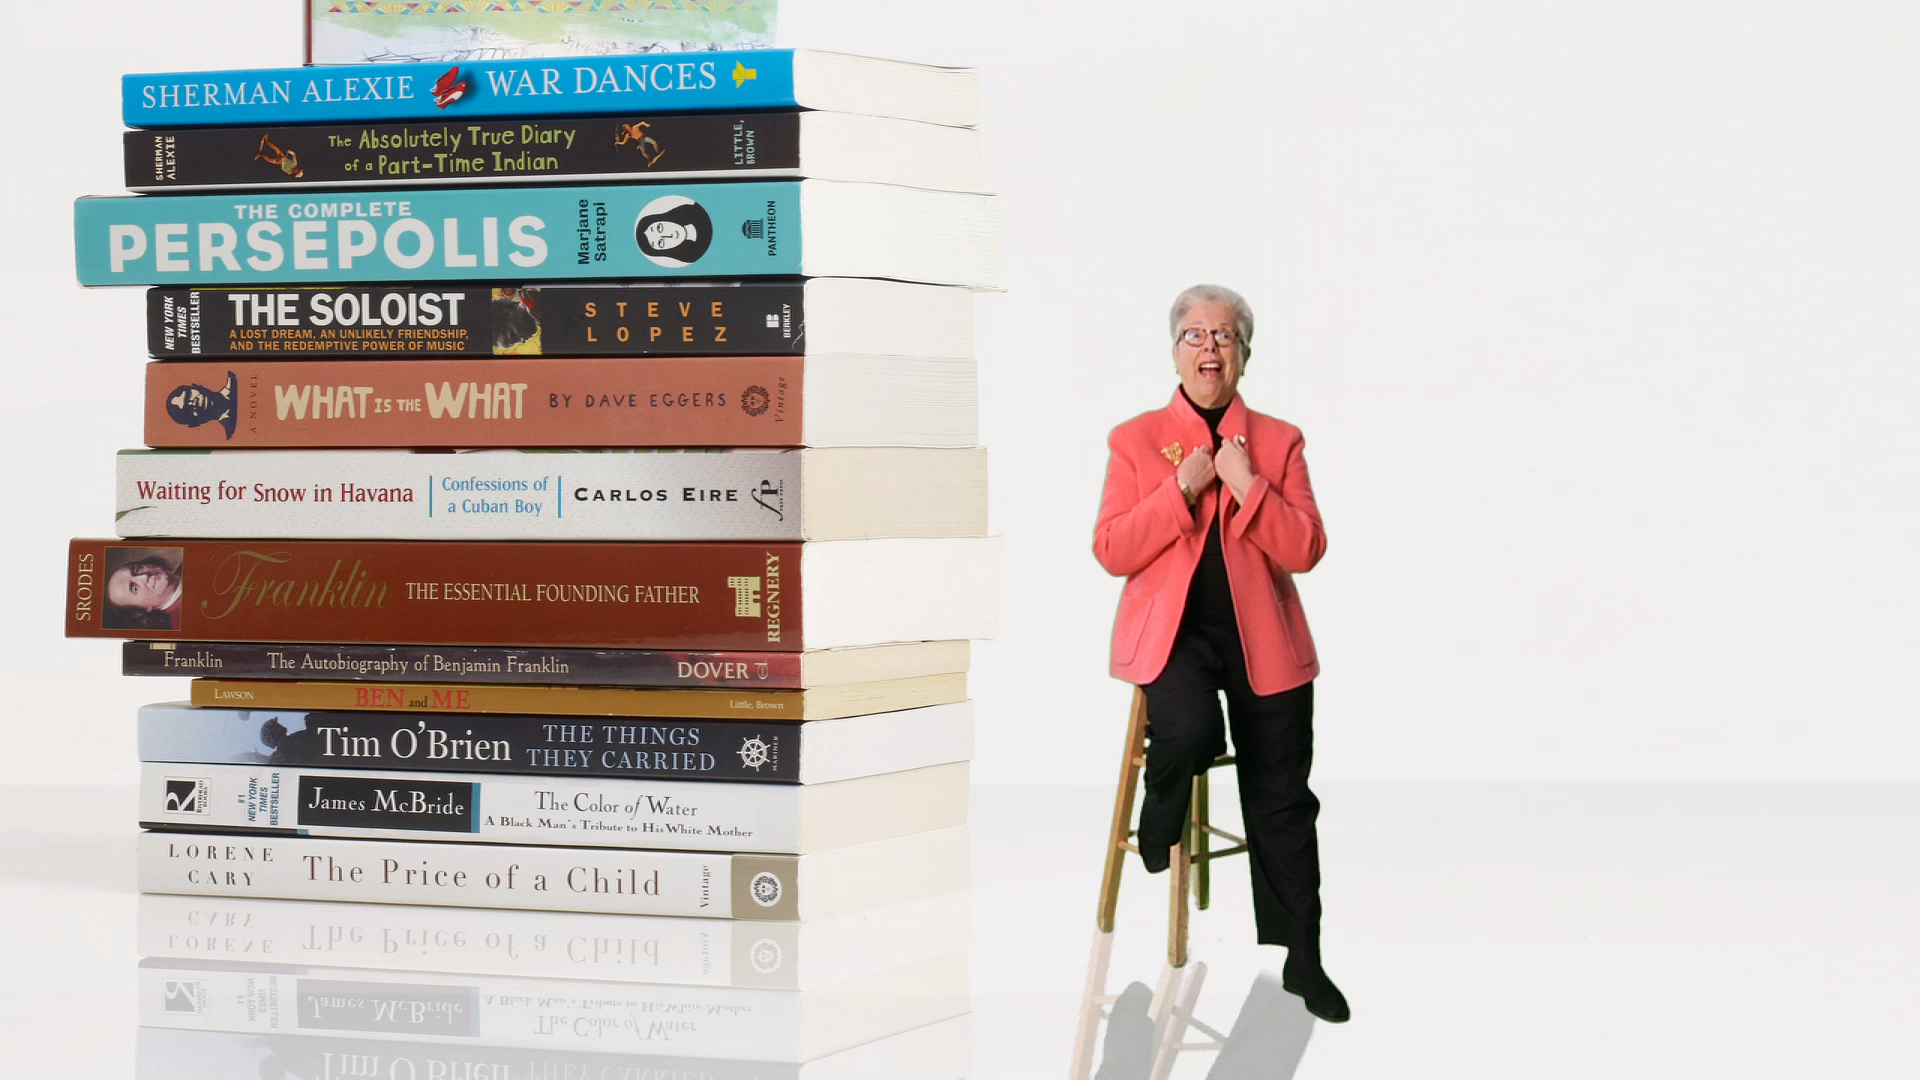 SHERMAN ALEXIE WAR DANCES
SHERMAN
ALEXIE
The Absolutely True Diary
of a Part-Time Indian
LITTLE,
BROWN
THE COMPLETE
PERSEPOLIS
Marjane
Satrapi
PANTHEON
NEW YORK
TIMES
BESTSELLER
THE SOLOIST
A LOST DREAM, AN UNLIKELY FRIENDSHIP,
AND THE REDEMPTIVE POWER OF MUSIC
STEVE
LOPEZ
BERKLEY
A NOVEL
WHAT IS THE WHAT
BY DAVE EGGERS
Vintage
Waiting for Snow in Havana
Confessions of
a Cuban Boy
CARLOS EIRE
fP
SRODES
Franklin THE ESSENTIAL FOUNDING FATHER
REGNERY
Franklin The Autobiography of Benjamin Franklin DOVER
LAWSON BEN and ME Little, Brown
Tim O'Brien
THE THINGS
THEY CARRIED
MARINER
RIVERHEAD
BOOKS
#1
NEW YORK
TIMES
BESTSELLER
James McBride
The Color of Water
A Black Man's Tribute to His White Mother
LORENE
CARY
The Price of a Child
Vintage